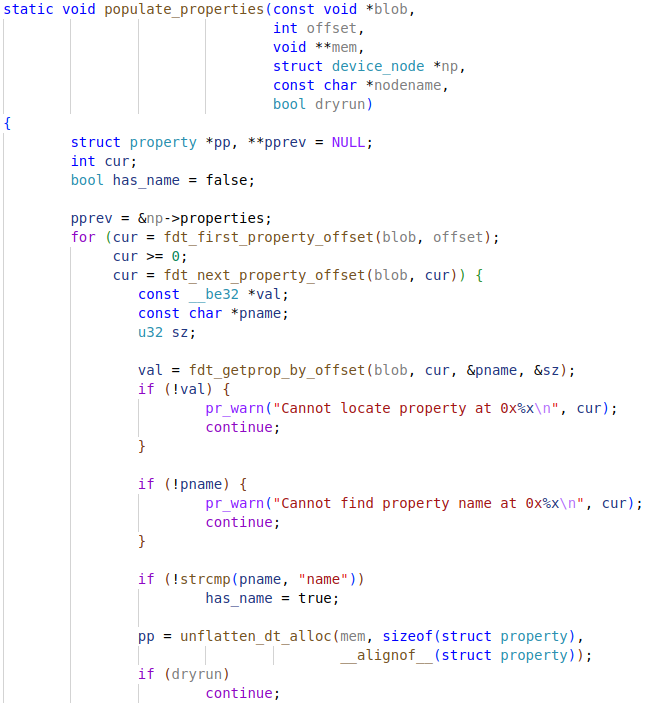 static void populate_properties(const void *blob,
                                int offset,
                                void **mem,
                                struct device_node *np,
                                const char *nodename,
                                bool dryrun)
{
        struct property *pp, **pprev = NULL;
        int cur;
        bool has_name = false;

        pprev = &np->properties;
        for (cur = fdt_first_property_offset(blob, offset);
             cur >= 0;
             cur = fdt_next_property_offset(blob, cur)) {
                const __be32 *val;
                const char *pname;
                u32 sz;

                val = fdt_getprop_by_offset(blob, cur, &pname, &sz);
                if (!val) {
                        pr_warn("Cannot locate property at 0x%x\n", cur);
                        continue;
                }

                if (!pname) {
                        pr_warn("Cannot find property name at 0x%x\n", cur);
                        continue;
                }

                if (!strcmp(pname, "name"))
                        has_name = true;

                pp = unflatten_dt_alloc(mem, sizeof(struct property),
                                        __alignof__(struct property));
                if (dryrun)
                        continue;